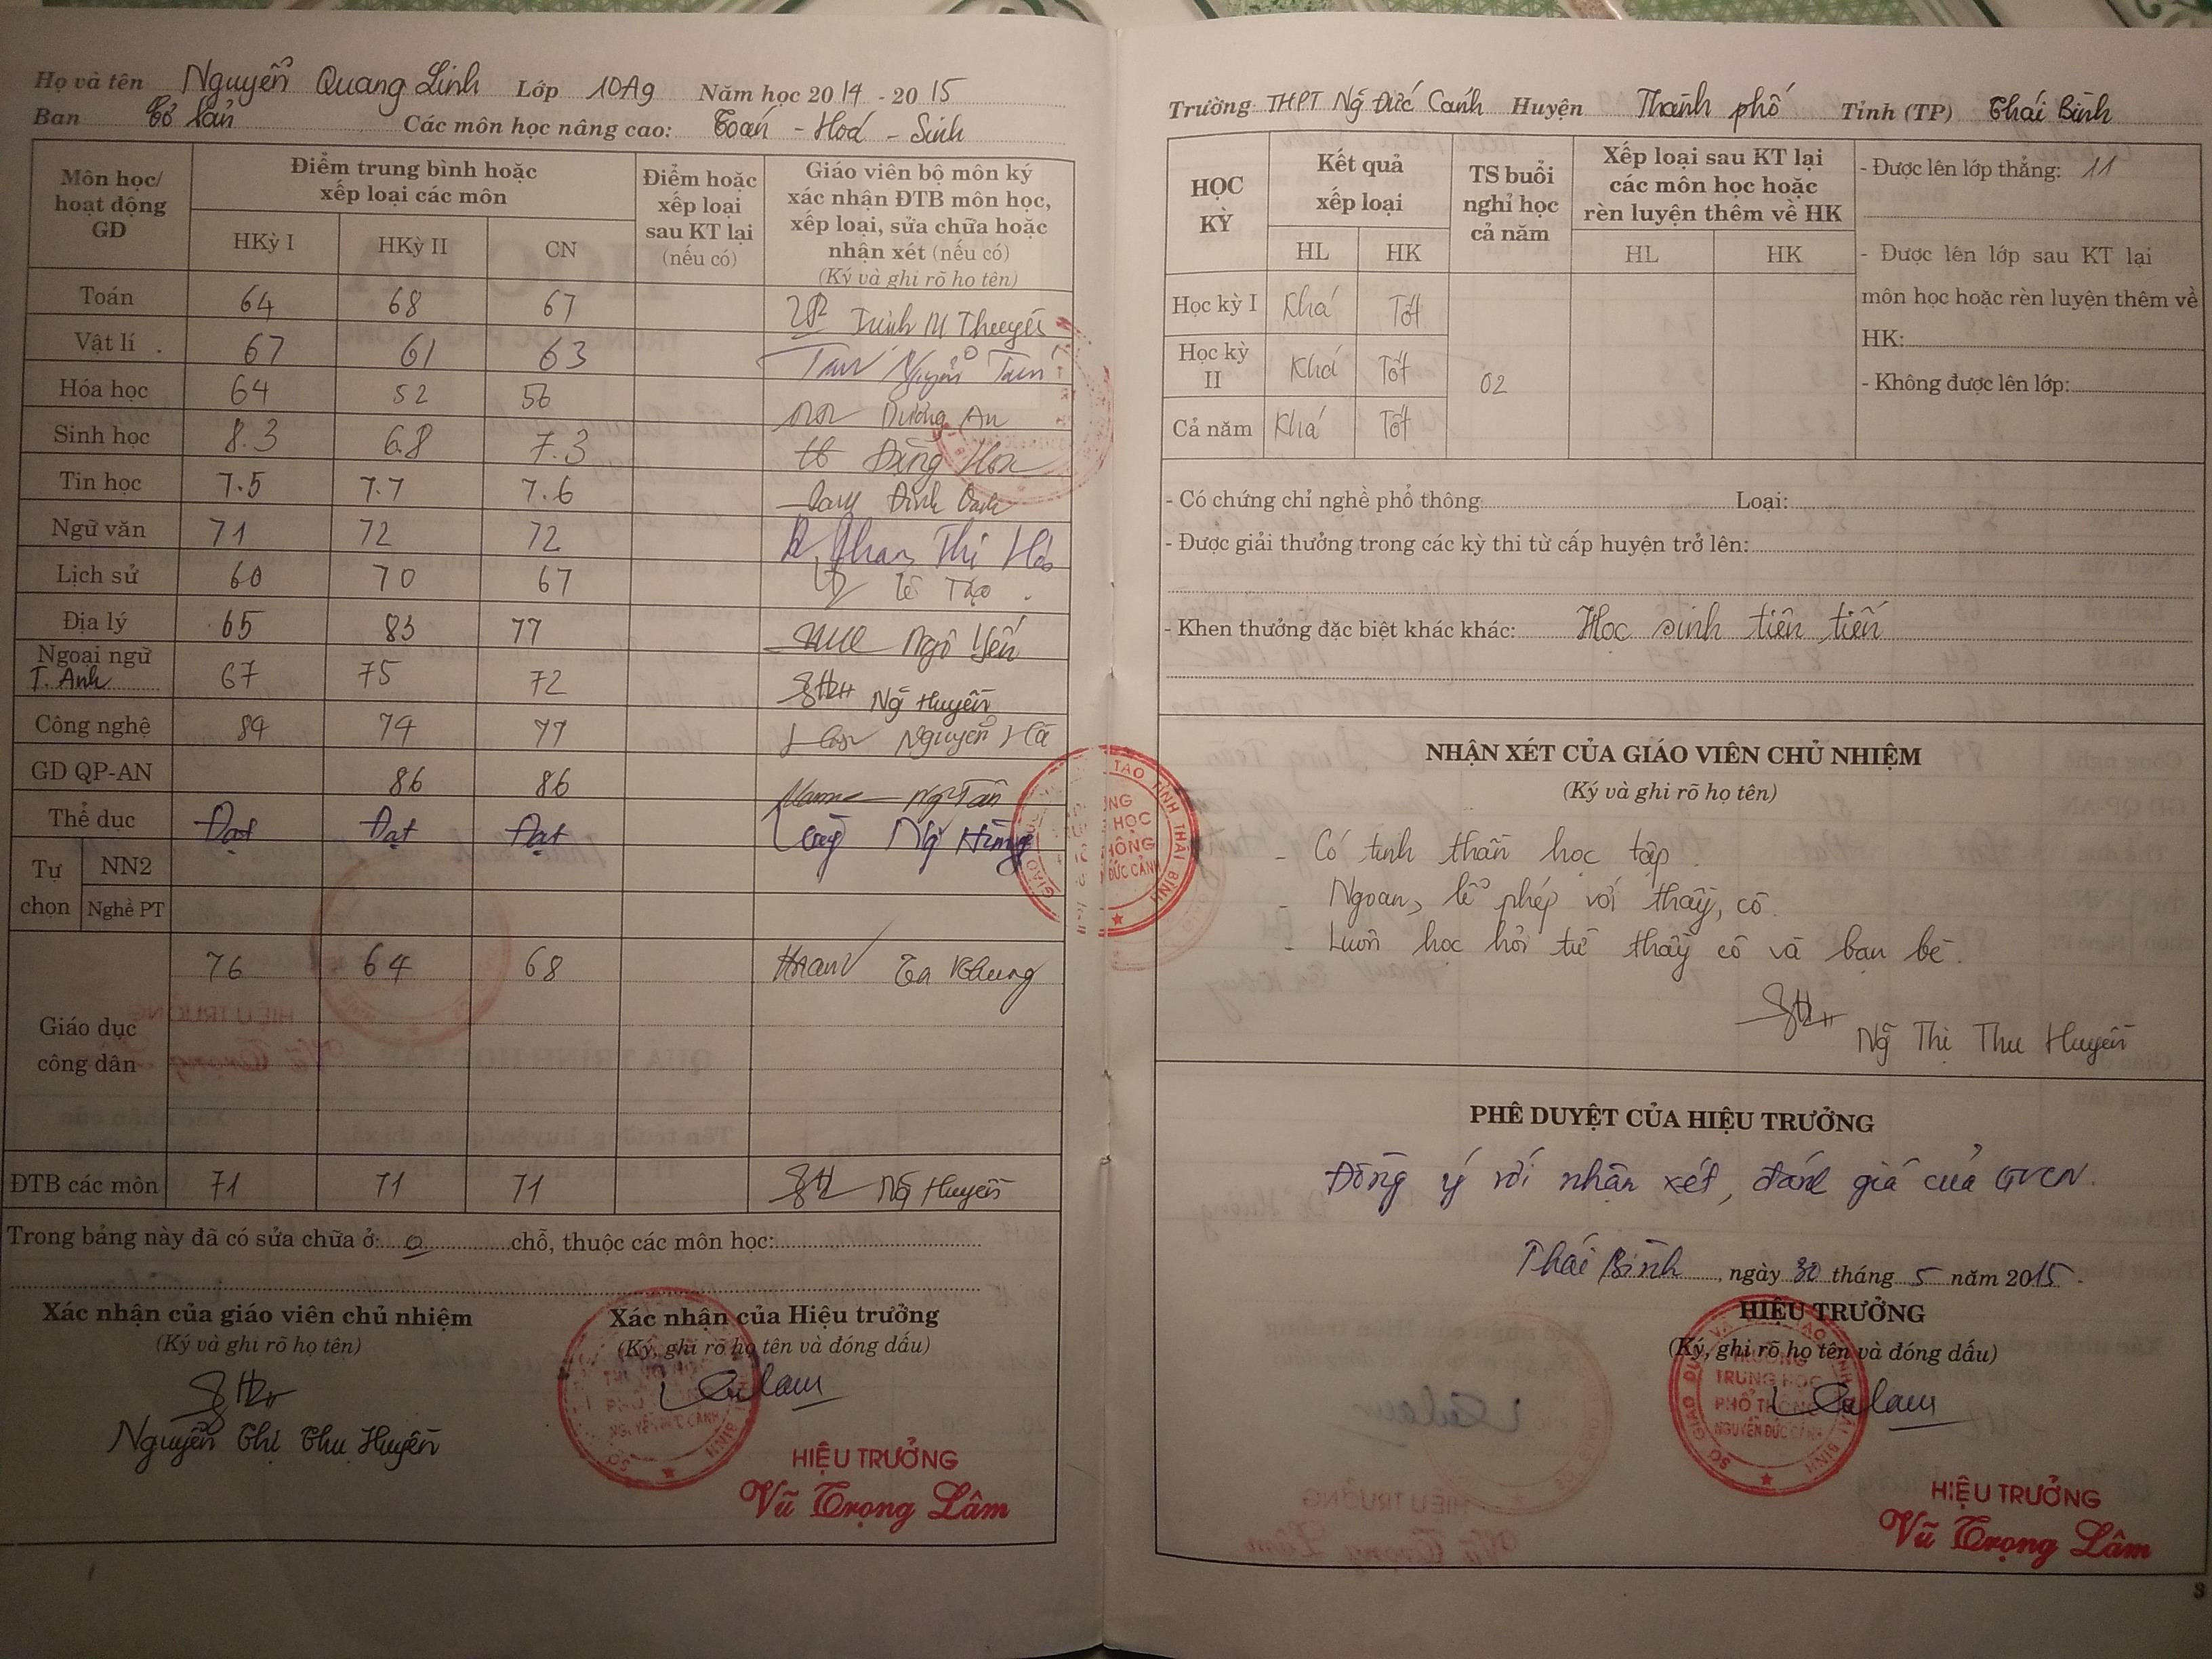 Họ và tên Nguyễn Quang Linh Lớp 10A9 Năm học 2014 - 2015
Ban Cơ bản Các môn học nâng cao: Toán - Hoá - Sinh
Môn học/ hoạt động GD
Điểm trung bình hoặc xếp loại các môn
HKỳ I HKỳ II CN
Điểm hoặc xếp loại sau KT lại (nếu có)
Giáo viên bộ môn ký xác nhận ĐTB môn học, xếp loại, sửa chữa hoặc nhận xét (nếu có)
(Ký và ghi rõ họ tên)
Toán 64 68 67
Vật lí 67 61 63 Nguyễn Tam
Hóa học 64 52 56 Dương An
Sinh học 8.3 6.8 7.3 Đặng Hoa
Tin học 7.5 7.7 7.6 Đinh Oanh
Ngữ văn 71 72 72 Phạm Thị
Lịch sử 60 70 67
Địa lý 65 83 77 Ngô Yến
Ngoại ngữ
T. Anh 67 75 72 Ng Huyền
Công nghệ 84 74 77 Nguyễn Hà
GD QP-AN 86 86 Ng Tân
Thể dục Đạt Đạt Đạt Ng Hùng
Tự chọn
NN2
Nghề PT
Giáo dục công dân 76 64 68 Tạ Khung
ĐTB các môn 71 71 71 Ng Huyền
Trong bảng này đã có sửa chữa ở: 0 chỗ, thuộc các môn học:
Xác nhận của giáo viên chủ nhiệm
(Ký và ghi rõ họ tên)
Nguyễn Thị Thu Huyền
Xác nhận của Hiệu trưởng
(Ký, ghi rõ họ tên và đóng dấu)
HIỆU TRƯỞNG
Vũ Trọng Lâm
Trường THPT Ng Đức Cảnh Huyện Thành phố Tỉnh (TP) Thái Bình
HỌC KỲ
Kết quả xếp loại
HL HK
TS buổi nghỉ học cả năm
Xếp loại sau KT lại các môn học hoặc rèn luyện thêm về HK
HL HK
Học kỳ I Khá Tốt
Học kỳ II Khá Tốt
Cả năm Khá Tốt
02
- Được lên lớp thẳng: 11
- Được lên lớp sau KT lại
môn học hoặc rèn luyện thêm về
HK:
- Không được lên lớp:
- Có chứng chỉ nghề phổ thông Loại:
- Được giải thưởng trong các kỳ thi từ cấp huyện trở lên:
- Khen thưởng đặc biệt khác khác: Học sinh tiên tiến
NHẬN XÉT CỦA GIÁO VIÊN CHỦ NHIỆM
(Ký và ghi rõ họ tên)
- Có tinh thần học tập.
- Ngoan, lễ phép với thầy, cô.
- Luôn học hỏi từ thầy cô và bạn bè.
Ng Thị Thu Huyền
PHÊ DUYỆT CỦA HIỆU TRƯỞNG
Đồng ý với nhận xét, đánh giá của GVCN.
Thái Bình, ngày 30 tháng 5 năm 2015.
HIỆU TRƯỞNG
(Ký, ghi rõ họ tên và đóng dấu)
TRƯỜNG
TRUNG HỌC
PHỔ THÔNG
NGUYỄN ĐỨC CẢNH
HIỆU TRƯỞNG
Vũ Trọng Lâm
3